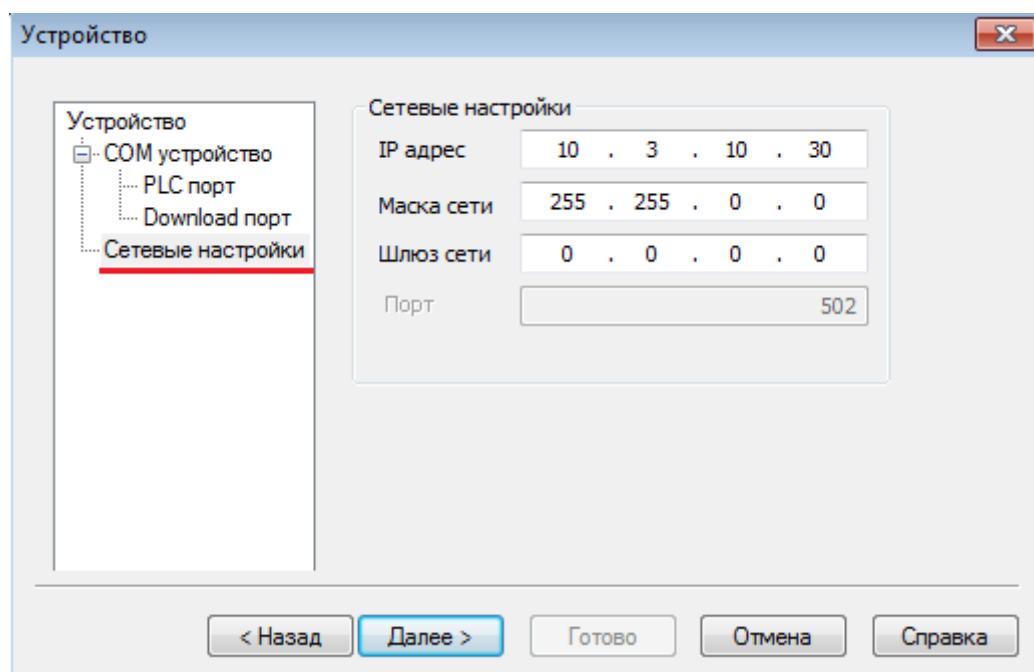 Устройство
Устройство
COM устройство
PLC порт
Download порт
Сетевые настройки
Сетевые настройки
IP адрес 10 . 3 . 10 . 30
Маска сети 255 . 255 . 0 . 0
Шлюз сети 0 . 0 . 0 . 0
Порт 502
< Назад Далее > Готово Отмена Справка